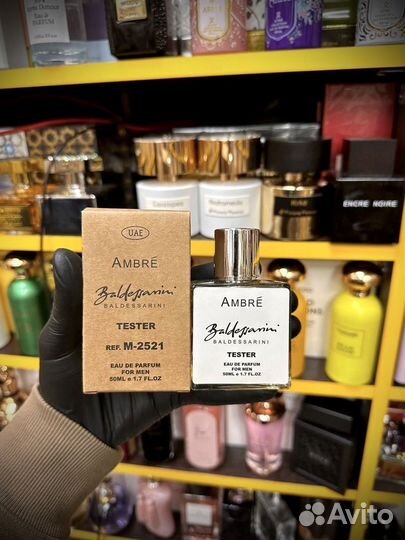 ENCRE NOIRE
UAE
AMBRÉ
Baldessarini
BALDESSARINI
TESTER
REF. M-2521
EAU DE PARFUM
FOR MEN
50ML e 1.7 FL.OZ
AMBRÉ
Baldessarini
BALDESSARINI
TESTER
EAU DE PARFUM
FOR MEN
50ML e 1.7 FL.OZ
Avito